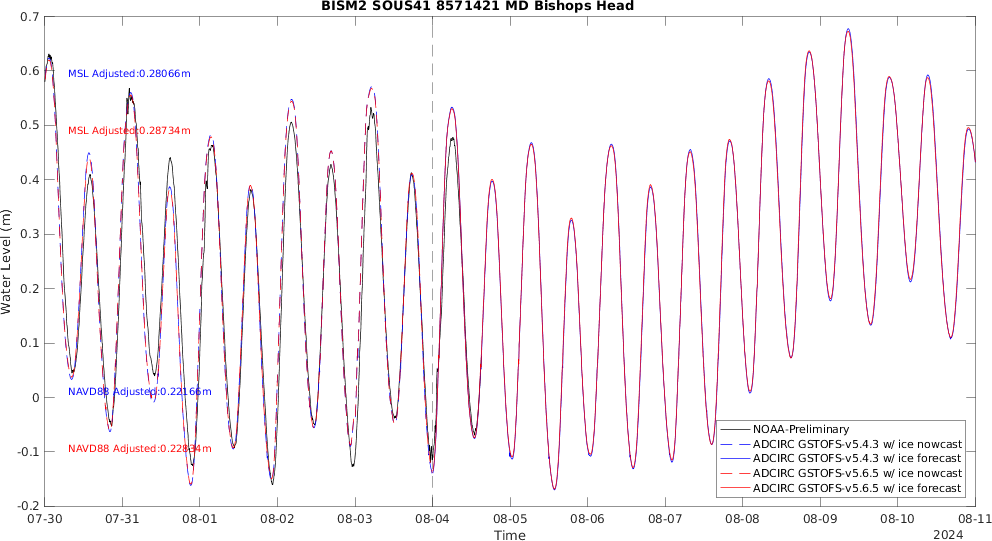 BISM2 SOUS41 8571421 MD Bishops Head
0.7
0.6
0.5
0.4
0.3
0.2
0.1
0
-0.1
-0.2
Water Level (m)
MSL Adjusted:0.28066m
MSL Adjusted:0.28734m
NAVD88 Adjusted:0.22166m
NAVD88 Adjusted:0.22834m
NOAA-Preliminary
ADCIRC GSTOFS-v5.4.3 w/ ice nowcast
ADCIRC GSTOFS-v5.4.3 w/ ice forecast
ADCIRC GSTOFS-v5.6.5 w/ ice nowcast
ADCIRC GSTOFS-v5.6.5 w/ ice forecast
07-30 07-31 08-01 08-02 08-03 08-04 08-05 08-06 08-07 08-08 08-09 08-10 08-11
Time
2024